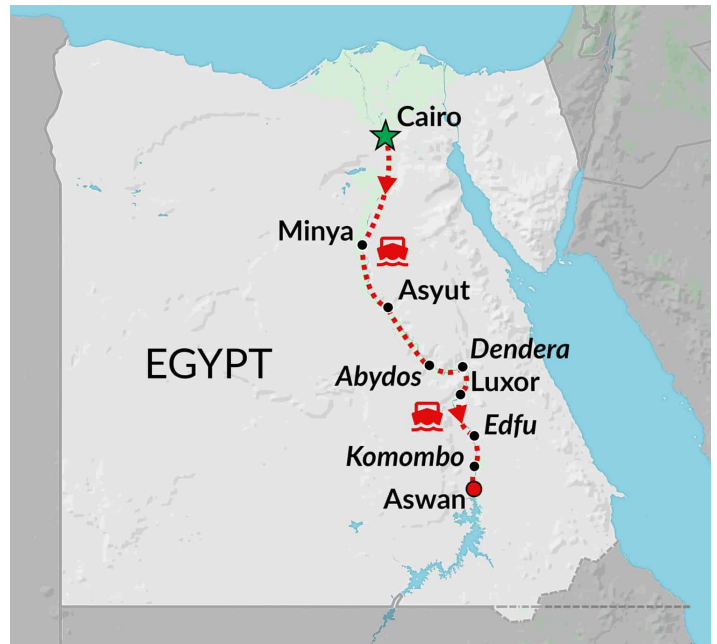 Cairo
Minya
Asyut
EGYPT
Dendera
Abydos
Luxor
Edfu
Komombo
Aswan